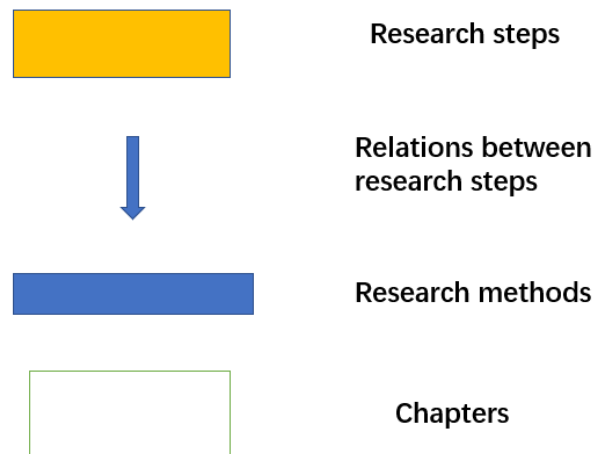 Research steps
Relations between
research steps
Research methods
Chapters